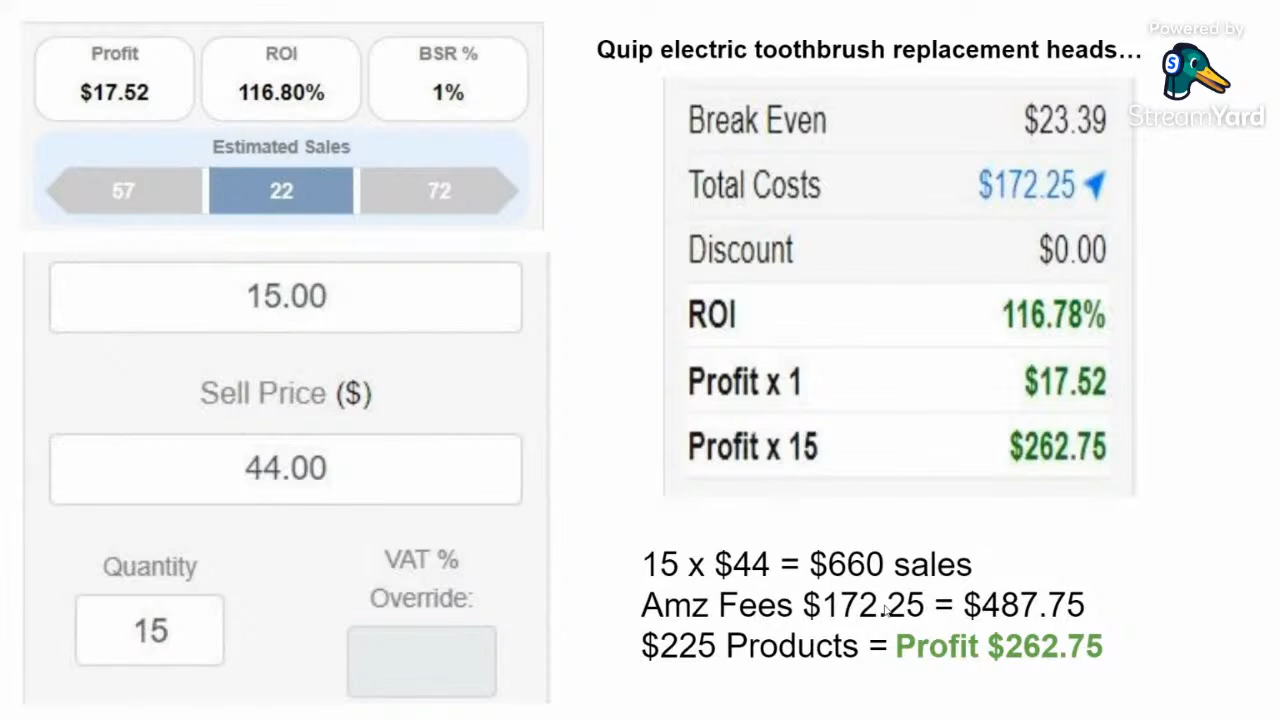 Profit
ROI
BSR %
$17.52
116.80%
1%
Estimated Sales
57
22
72
15.00
Sell Price ($)
44.00
Quantity
VAT %
Override:
15
Quip electric toothbrush replacement heads…
Break Even $23.39
Total Costs $172.25
Discount $0.00
ROI 116.78%
Profit x 1 $17.52
Profit x 15 $262.75
15 x $44 = $660 sales
Amz Fees $172.25 = $487.75
$225 Products = Profit $262.75
Powered by
S
StreamYard